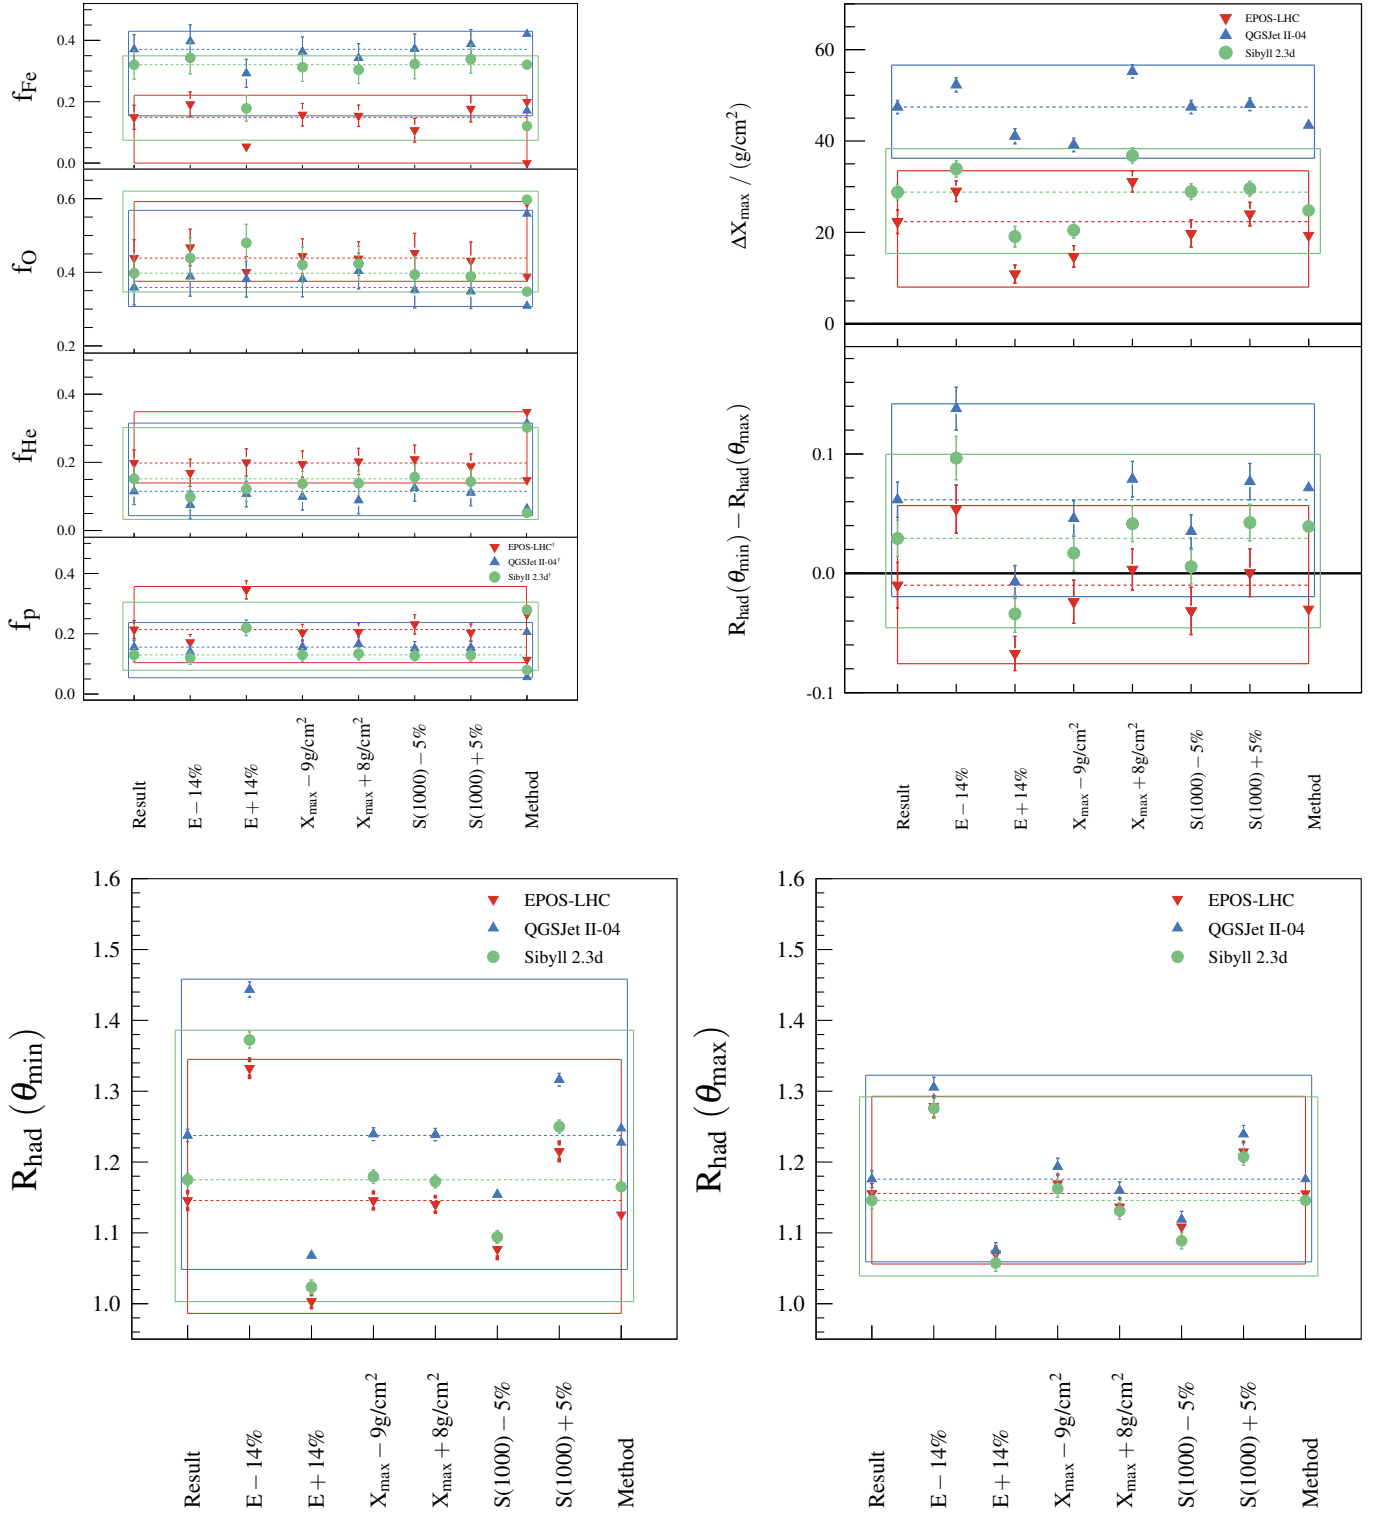 f_Fe
0.4
0.2
0.0
f_O
0.6
0.4
0.2
f_He
0.4
0.2
0.0
f_p
0.4
0.2
0.0
EPOS-LHC†
QGSJet II-04†
Sibyll 2.3d†
Result
E − 14%
E + 14%
X_max − 9g/cm²
X_max + 8g/cm²
S(1000) − 5%
S(1000) + 5%
Method
ΔX_max / (g/cm²)
60
40
20
0
EPOS-LHC
QGSJet II-04
Sibyll 2.3d
R_had(θ_min) − R_had(θ_max)
0.1
0.0
-0.1
Result
E − 14%
E + 14%
X_max − 9g/cm²
X_max + 8g/cm²
S(1000) − 5%
S(1000) + 5%
Method
R_had (θ_min)
1.6
1.5
1.4
1.3
1.2
1.1
1.0
EPOS-LHC
QGSJet II-04
Sibyll 2.3d
Result
E − 14%
E + 14%
X_max − 9g/cm²
X_max + 8g/cm²
S(1000) − 5%
S(1000) + 5%
Method
R_had (θ_max)
1.6
1.5
1.4
1.3
1.2
1.1
1.0
EPOS-LHC
QGSJet II-04
Sibyll 2.3d
Result
E − 14%
E + 14%
X_max − 9g/cm²
X_max + 8g/cm²
S(1000) − 5%
S(1000) + 5%
Method